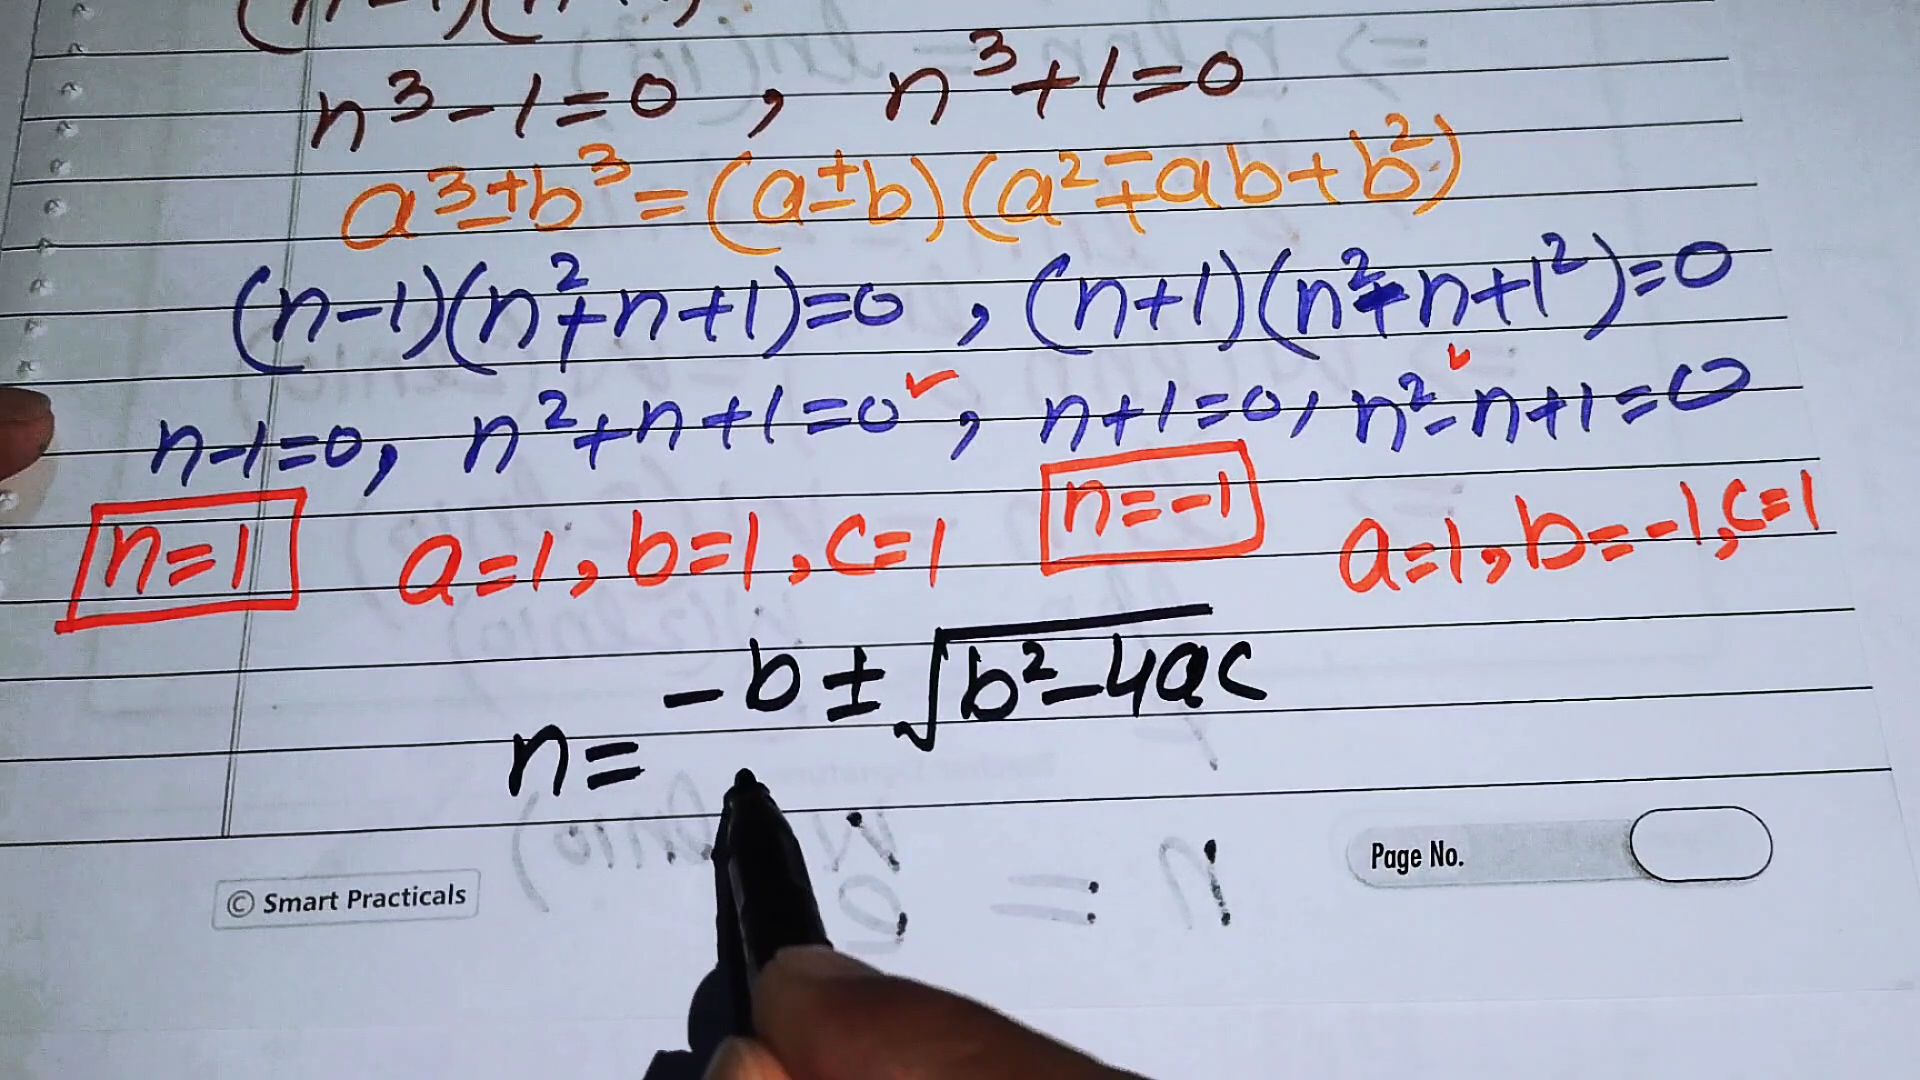 n³-1=0 , n³+1=0
a³±b³=(a±b)(a²∓ab+b²)
(n-1)(n²+n+1)=0 , (n+1)(n²-n+1²)=0
n-1=0, n²+n+1=0 ✓, n+1=0, n²-n+1=0 ✓
n=1 a=1, b=1, c=1 n=-1 a=1, b=-1, c=1
-b±√b²-4ac
n=
Page No.
© Smart Practicals